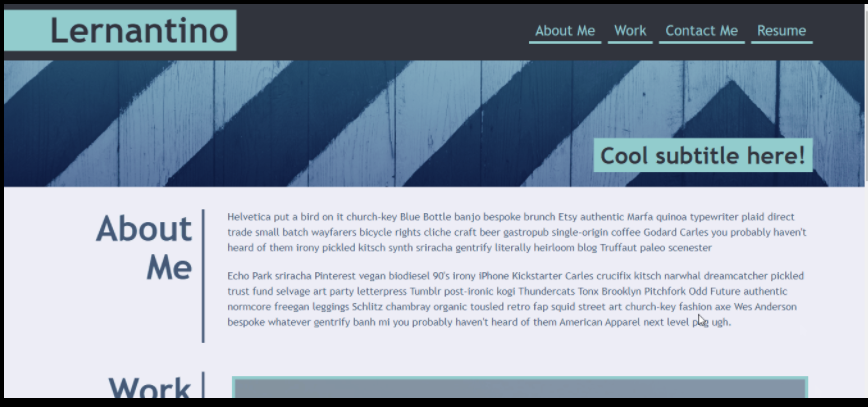 Lernantino
About Me Work Contact Me Resume
Cool subtitle here!
About
Me
Helvetica put a bird on it church-key Blue Bottle banjo bespoke brunch Etsy authentic Marfa quinoa typewriter plaid direct
trade small batch wayfarers bicycle rights cliche craft beer gastropub single-origin coffee Godard Carles you probably haven't
heard of them irony pickled kitsch synth sriracha gentrify literally heirloom blog Truffaut paleo scenester
Echo Park sriracha Pinterest vegan biodiesel 90's irony iPhone Kickstarter Carles crucifix kitsch narwhal dreamcatcher pickled
trust fund selvage art party letterpress Tumblr post-ironic kogi Thundercats Tonx Brooklyn Pitchfork Odd Future authentic
normcore freegan leggings Schlitz chambray organic tousled retro fap squid street art church-key fashion axe Wes Anderson
bespoke whatever gentrify banh mi you probably haven't heard of them American Apparel next level pug ugh.
Work